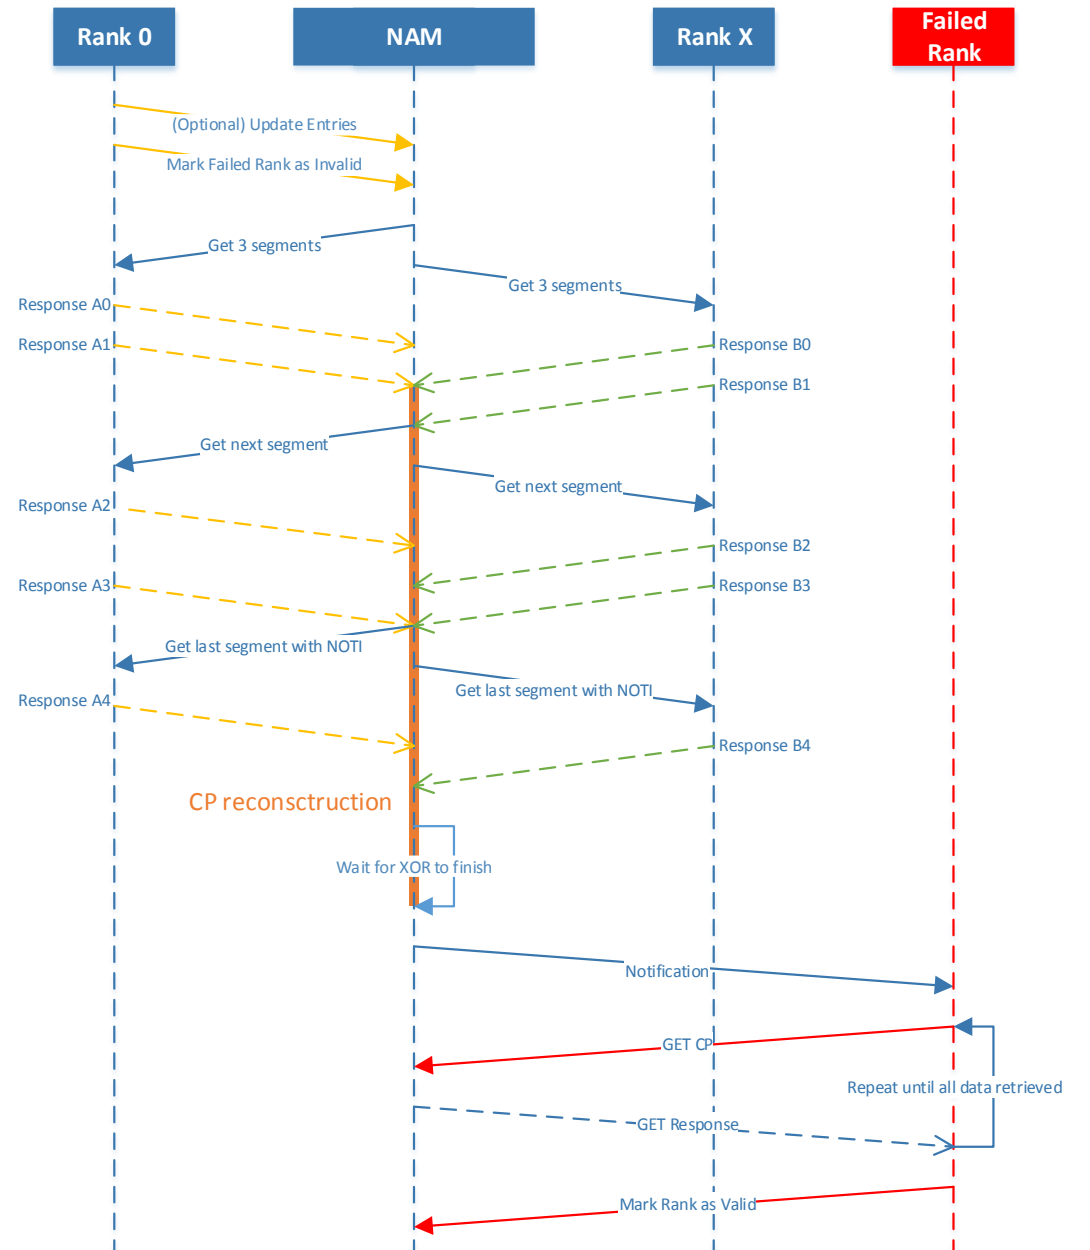 Rank 0
NAM
Rank X
Failed
Rank
(Optional) Update Entries
Mark Failed Rank as Invalid
Get 3 segments
Get 3 segments
Response A0
Response A1
Response B0
Response B1
Get next segment
Get next segment
Response A2
Response B2
Response A3
Response B3
Get last segment with NOTI
Get last segment with NOTI
Response A4
Response B4
CP reconsctruction
Wait for XOR to finish
Notification
GET CP
Repeat until all data retrieved
GET Response
Mark Rank as Valid